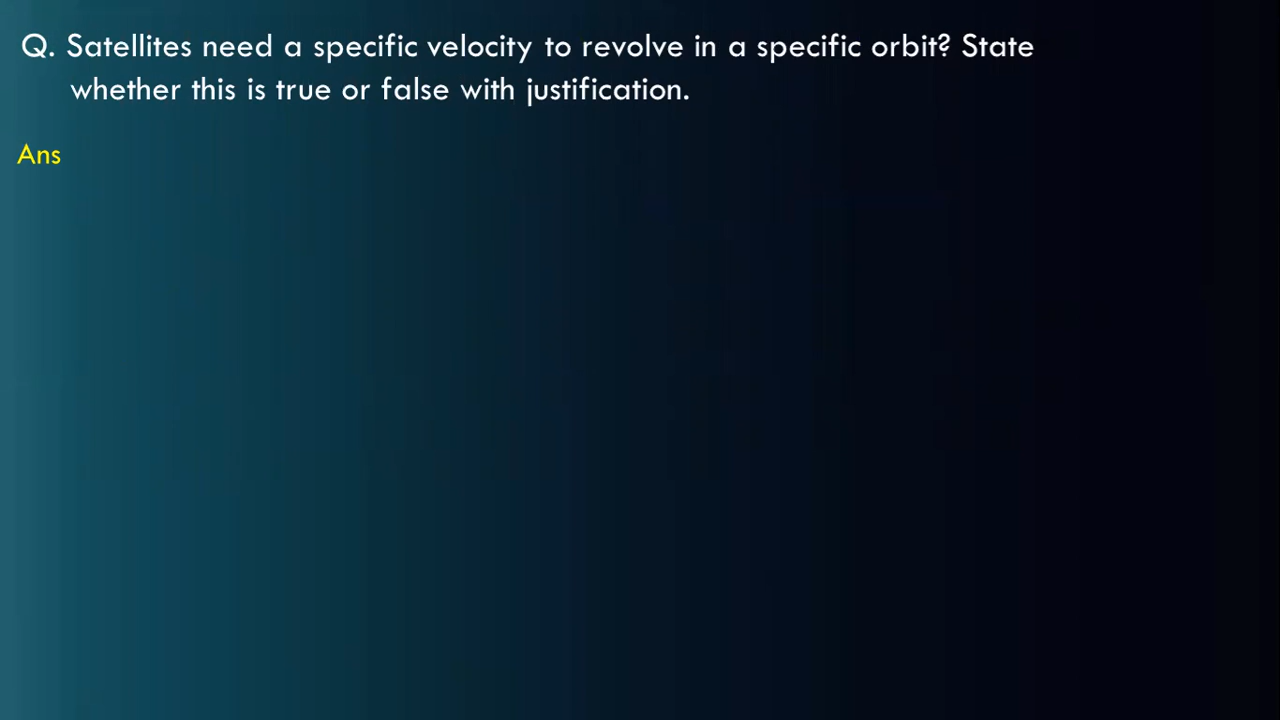 Q. Satellites need a specific velocity to revolve in a specific orbit? State
whether this is true or false with justification.
Ans